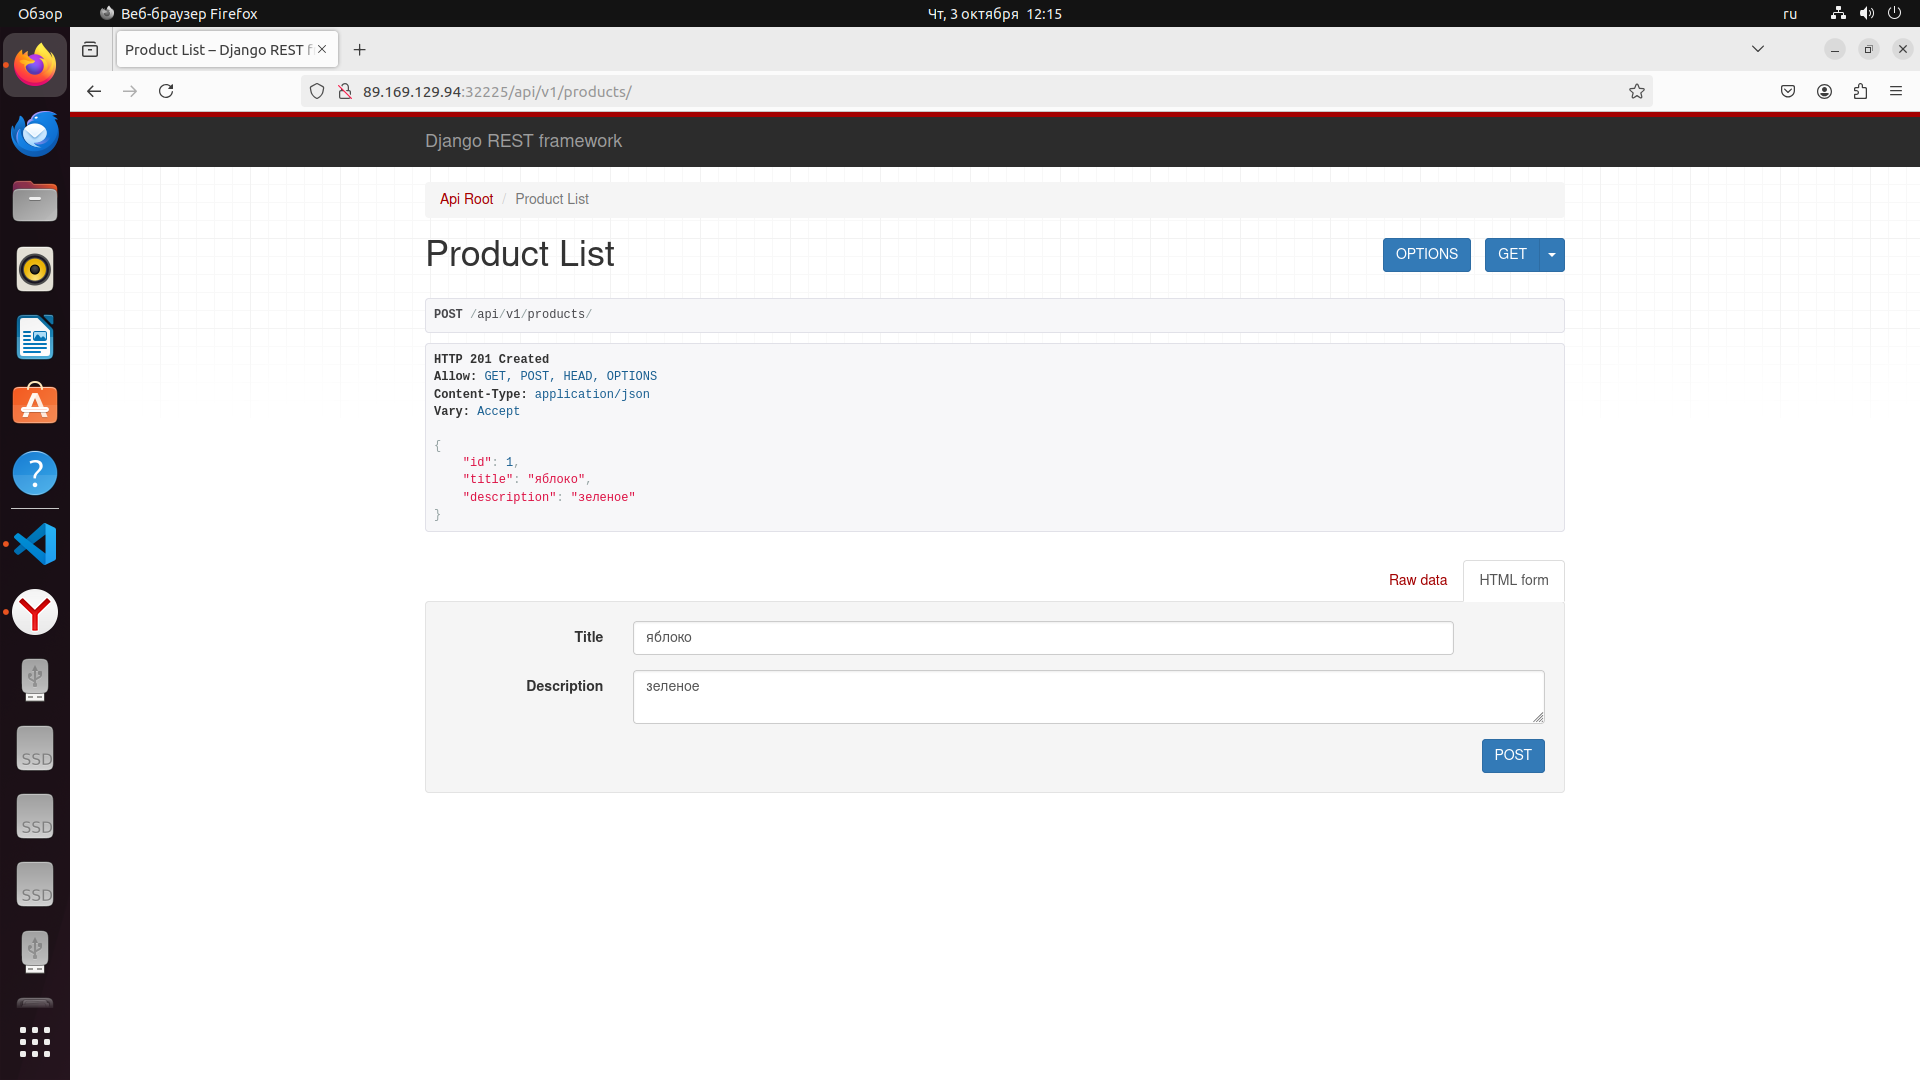 Обзор
Веб-браузер Firefox
Чт, 3 октября 12:15
ru
Product List – Django REST f
89.169.129.94:32225/api/v1/products/
Django REST framework
Api Root / Product List
Product List
OPTIONS
GET
POST /api/v1/products/
HTTP 201 Created
Allow: GET, POST, HEAD, OPTIONS
Content-Type: application/json
Vary: Accept
{
"id": 1,
"title": "яблоко",
"description": "зеленое"
}
Raw data
HTML form
Title
яблоко
Description
зеленое
POST
SSD
SSD
SSD